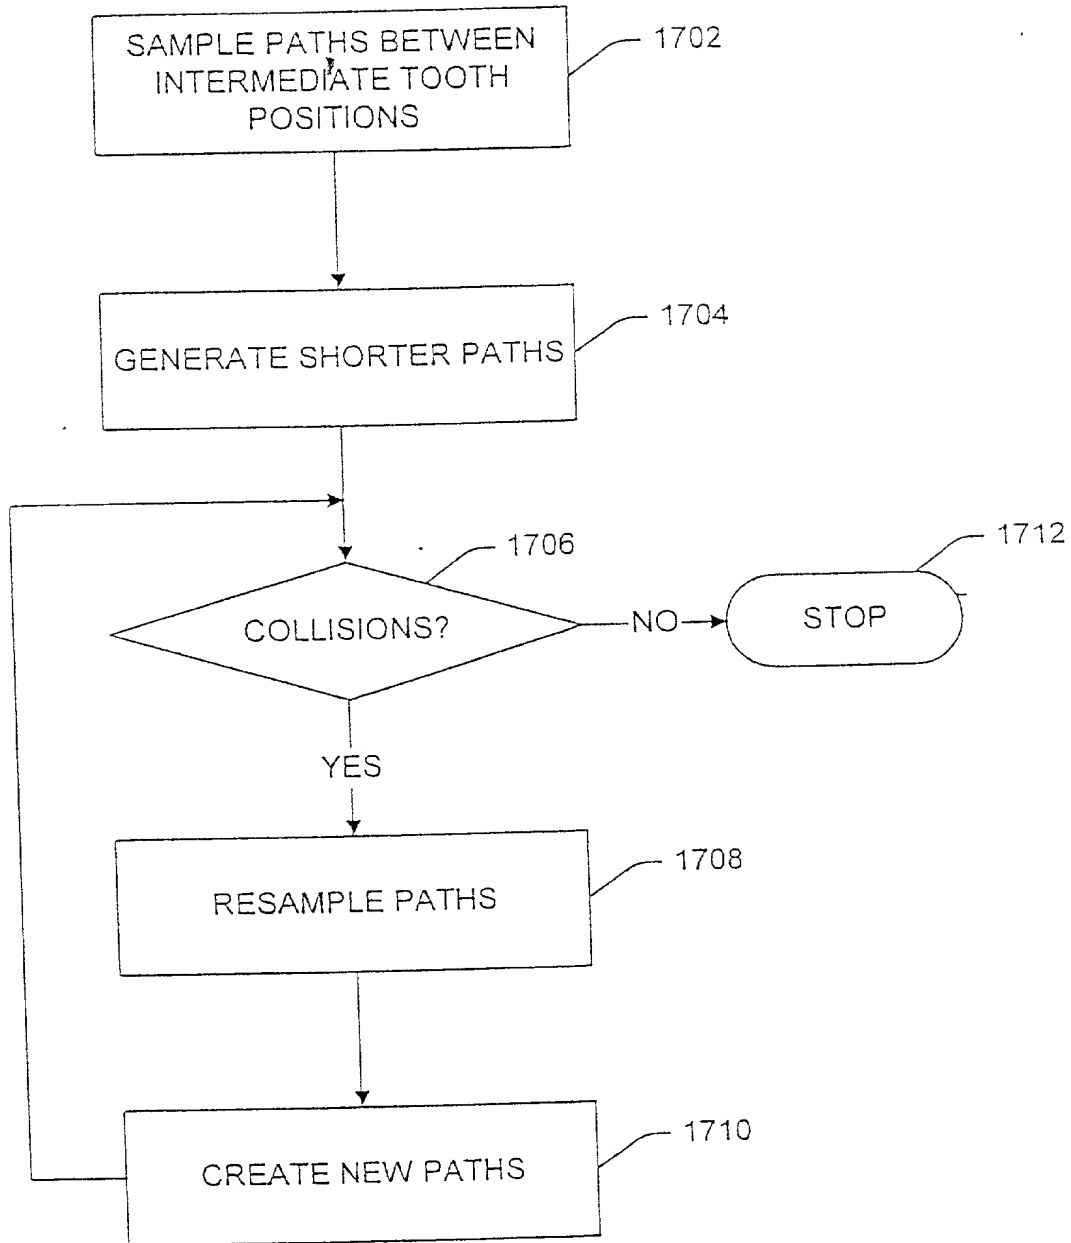 SAMPLE PATHS BETWEEN
INTERMEDIATE TOOTH
POSITIONS
1702
GENERATE SHORTER PATHS
1704
COLLISIONS?
1706
NO
STOP
1712
YES
RESAMPLE PATHS
1708
CREATE NEW PATHS
1710